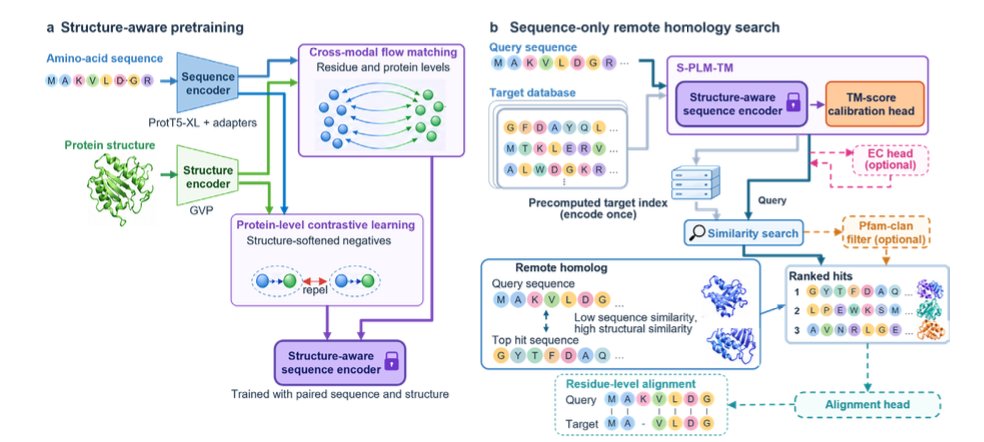 a Structure-aware pretraining
Amino-acid sequence
M A K V L D G R
Sequence
encoder
ProtT5-XL + adapters
Protein structure
Structure
encoder
GVP
Cross-modal flow matching
Residue and protein levels
Protein-level contrastive learning
Structure-softened negatives
repel
Structure-aware
sequence encoder
Trained with paired sequence and structure
b Sequence-only remote homology search
Query sequence
M A K V L D G R ...
Target database
G F D A Y Q L ...
M T K L E R V ...
A L W D G K R ...
⋮
Precomputed target index
(encode once)
S-PLM-TM
Structure-aware
sequence encoder
TM-score
calibration head
EC head
(optional)
Query
Similarity search
Pfam-clan
filter (optional)
Remote homolog
Query sequence
M A K V L D G ...
Low sequence similarity,
high structural similarity
Top hit sequence
G Y T F D A Q ...
Ranked hits
1 G Y T F D A Q ...
2 L P E W K S M ...
3 A V N R L G E ...
Alignment head
Residue-level alignment
Query M A K V L D G
Target M A - V L D G